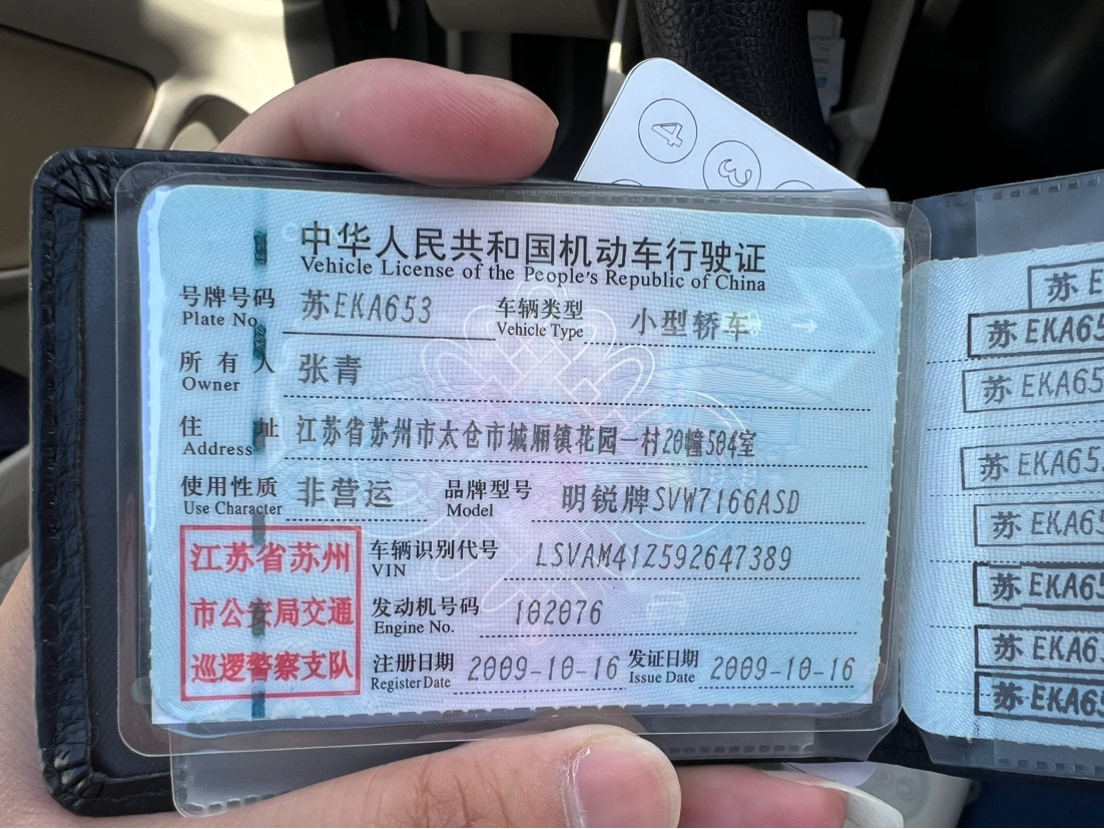 4
3
中华人民共和国机动车行驶证
Vehicle License of the People's Republic of China
号牌号码 苏EKA653 车辆类型 小型轿车
Plate No. Vehicle Type
所有人 张青
Owner
住址 江苏省苏州市太仓市城厢镇花园一村20幢504室
Address
使用性质 非营运 品牌型号 明锐牌SVW7166ASD
Use Character Model
江苏省苏州
市公安局交通
巡逻警察支队
车辆识别代号 LSVAM41Z592647389
VIN
发动机号码 102076
Engine No.
注册日期 2009-10-16 发证日期 2009-10-16
Register Date Issue Date
苏E
苏EKA65
苏EKA65
苏EKA65
苏EKA65
苏EKA65
苏EKA6
苏EKA65